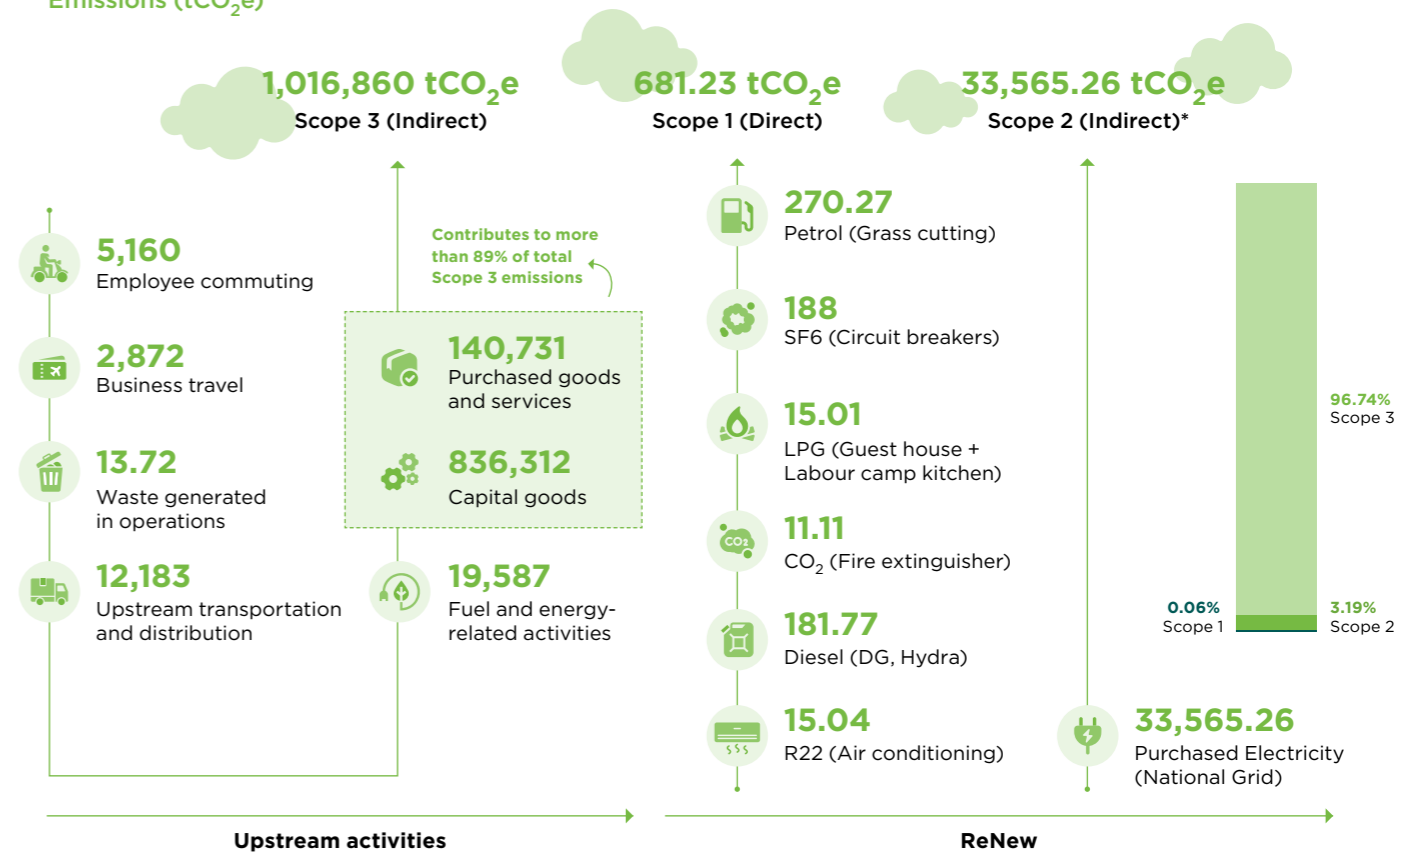 Emissions (tCO2e)
1,016,860 tCO2e
Scope 3 (Indirect)
681.23 tCO2e
Scope 1 (Direct)
33,565.26 tCO2e
Scope 2 (Indirect)*
5,160
Employee commuting
2,872
Business travel
13.72
Waste generated
in operations
12,183
Upstream transportation
and distribution
Contributes to more
than 89% of total
Scope 3 emissions
140,731
Purchased goods
and services
836,312
Capital goods
19,587
Fuel and energy-
related activities
270.27
Petrol (Grass cutting)
188
SF6 (Circuit breakers)
15.01
LPG (Guest house +
Labour camp kitchen)
CO2
11.11
CO2 (Fire extinguisher)
181.77
Diesel (DG, Hydra)
15.04
R22 (Air conditioning)
33,565.26
Purchased Electricity
(National Grid)
96.74%
Scope 3
0.06%
Scope 1
3.19%
Scope 2
Upstream activities
ReNew